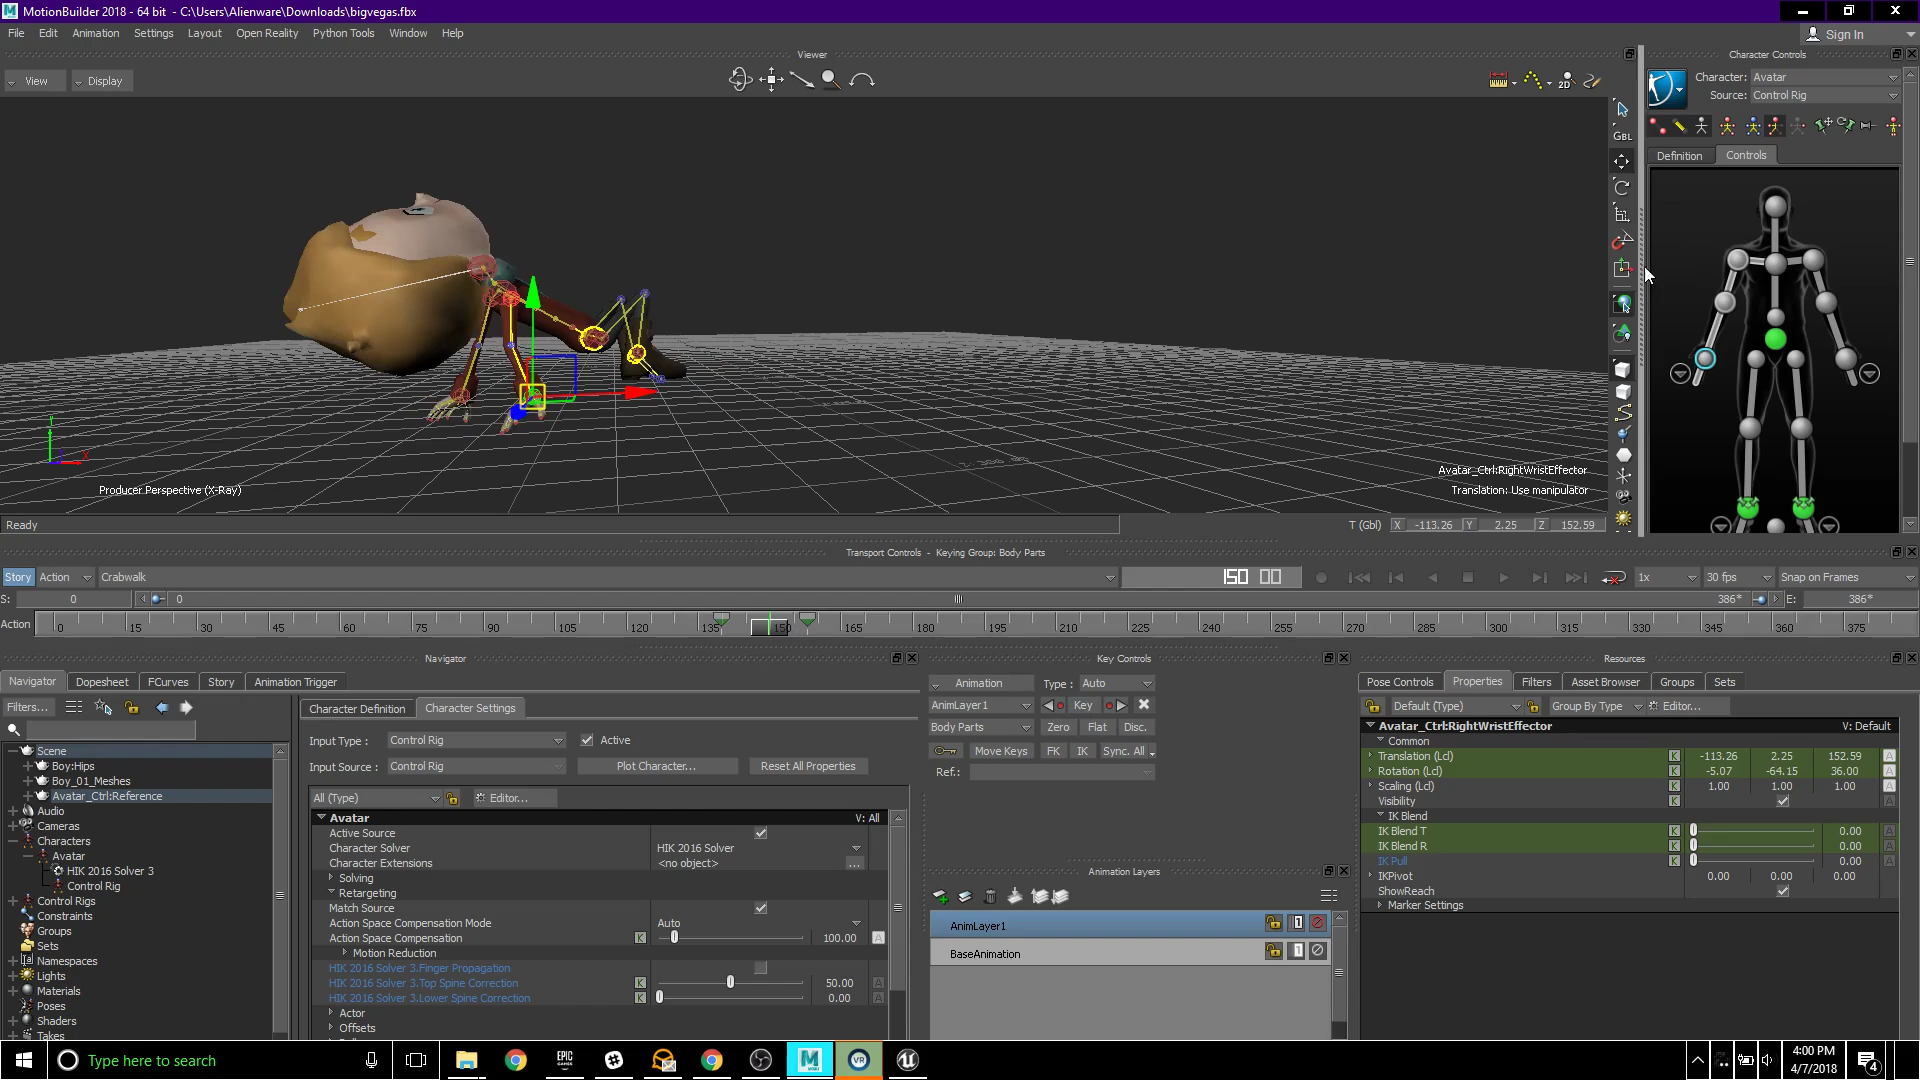 MotionBuilder 2018 - 64 bit - C:\Users\Alienware\Downloads\bigvegas.fbx
File Edit Animation Settings Layout Open Reality Python Tools Window Help
Sign In
Viewer
Character Controls
View Display
2D
Character: Avatar
Source: Control Rig
GBL
Definition Controls
Avatar_Ctrl:RightWristEffector
Producer Perspective (X-Ray)
Translation: Use manipulator
Ready
T (Gbl) X -113.26 Y 2.25 Z 152.59
Transport Controls - Keying Group: Body Parts
Story Action Crabwalk
150 00
1x 30 fps Snap on Frames
S: 0 0 386* E: 386*
Action 0 15 30 45 60 75 90 105 120 135 150 165 180 195 210 225 240 255 270 285 300 315 330 345 360 375
Navigator
Navigator Dopesheet FCurves Story Animation Trigger
Filters...
Scene
Boy:Hips
Boy_01_Meshes
Avatar_Ctrl:Reference
Audio
Cameras
Characters
Avatar
HIK 2016 Solver 3
Control Rig
Control Rigs
Constraints
Groups
Sets
Namespaces
Lights
Materials
Poses
Shaders
Takes
Character Definition Character Settings
Input Type : Control Rig Active
Input Source : Control Rig Plot Character... Reset All Properties
All (Type) Editor...
Avatar V: All
Active Source
Character Solver HIK 2016 Solver
Character Extensions <no object> ...
Solving
Retargeting
Match Source
Action Space Compensation Mode Auto
Action Space Compensation K 100.00 A
Motion Reduction
HIK 2016 Solver 3.Finger Propagation
HIK 2016 Solver 3.Top Spine Correction K 50.00 A
HIK 2016 Solver 3.Lower Spine Correction K 0.00 A
Actor
Offsets
Key Controls
Animation Type : Auto
AnimLayer1 Key
Body Parts Zero Flat Disc.
Move Keys FK IK Sync. All
Ref.:
Animation Layers
AnimLayer1
BaseAnimation
Resources
Pose Controls Properties Filters Asset Browser Groups Sets
Default (Type) Group By Type Editor...
Avatar_Ctrl:RightWristEffector V: Default
Common
Translation (Lcl) K -113.26 2.25 152.59 A
Rotation (Lcl) K -5.07 -64.15 36.00 A
Scaling (Lcl) K 1.00 1.00 1.00 A
Visibility K A
IK Blend
IK Blend T K 0.00 A
IK Blend R K 0.00 A
IK Pull K 0.00 A
IKPivot 0.00 0.00 0.00
ShowReach
Marker Settings
Type here to search
EPIC GAMES
VR
4:00 PM
4/7/2018
4